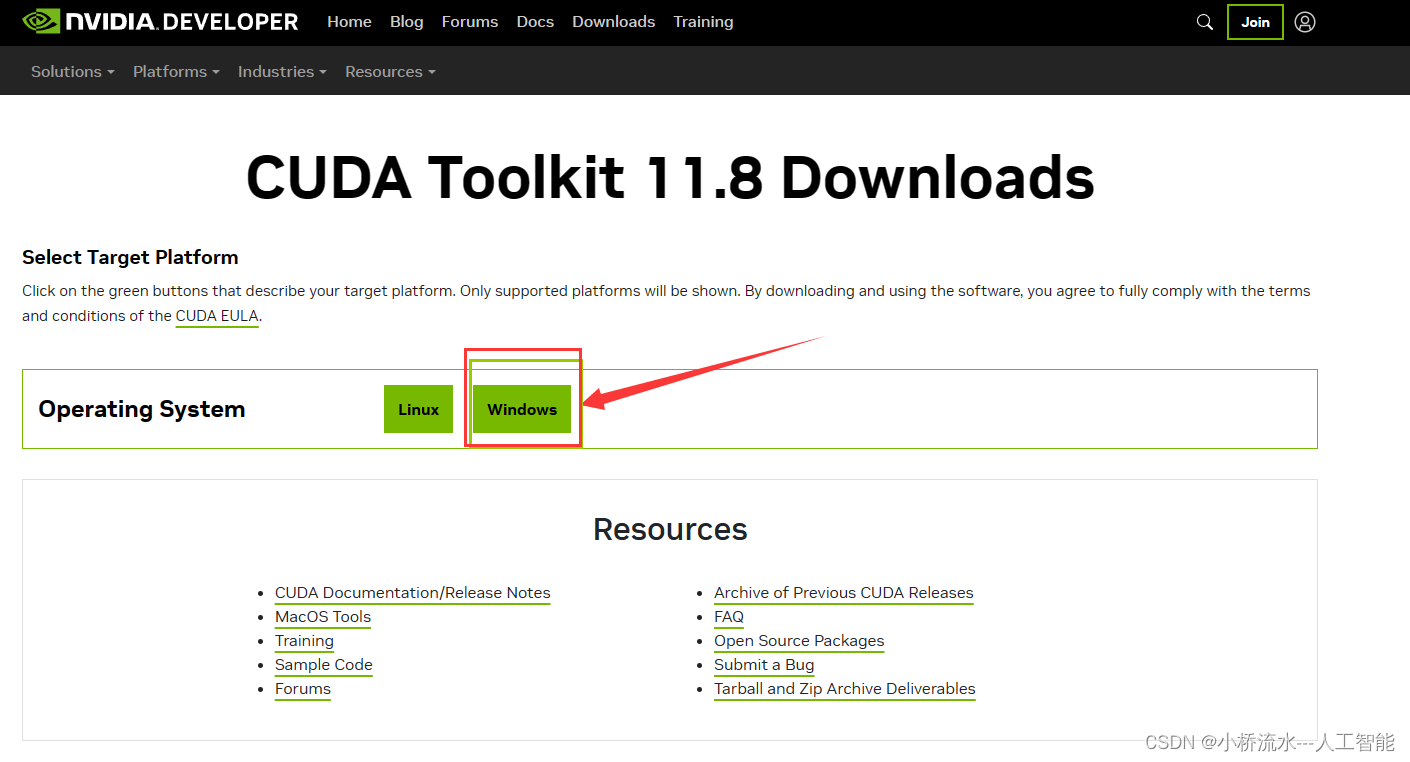 NVIDIA. DEVELOPER Home Blog Forums Docs Downloads Training Join
Solutions Platforms Industries Resources
CUDA Toolkit 11.8 Downloads
Select Target Platform
Click on the green buttons that describe your target platform. Only supported platforms will be shown. By downloading and using the software, you agree to fully comply with the terms
and conditions of the CUDA EULA.
Operating System Linux Windows
Resources
CUDA Documentation/Release Notes
MacOS Tools
Training
Sample Code
Forums
Archive of Previous CUDA Releases
FAQ
Open Source Packages
Submit a Bug
Tarball and Zip Archive Deliverables
CSDN @小桥流水---人工智能